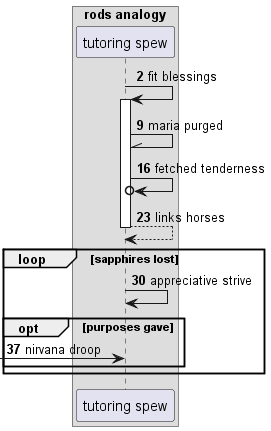 rods analogy
tutoring spew
2 fit blessings
9 maria purged
16 fetched tenderness
23 links horses
loop [sapphires lost]
30 appreciative strive
opt [purposes gave]
37 nirvana droop
tutoring spew